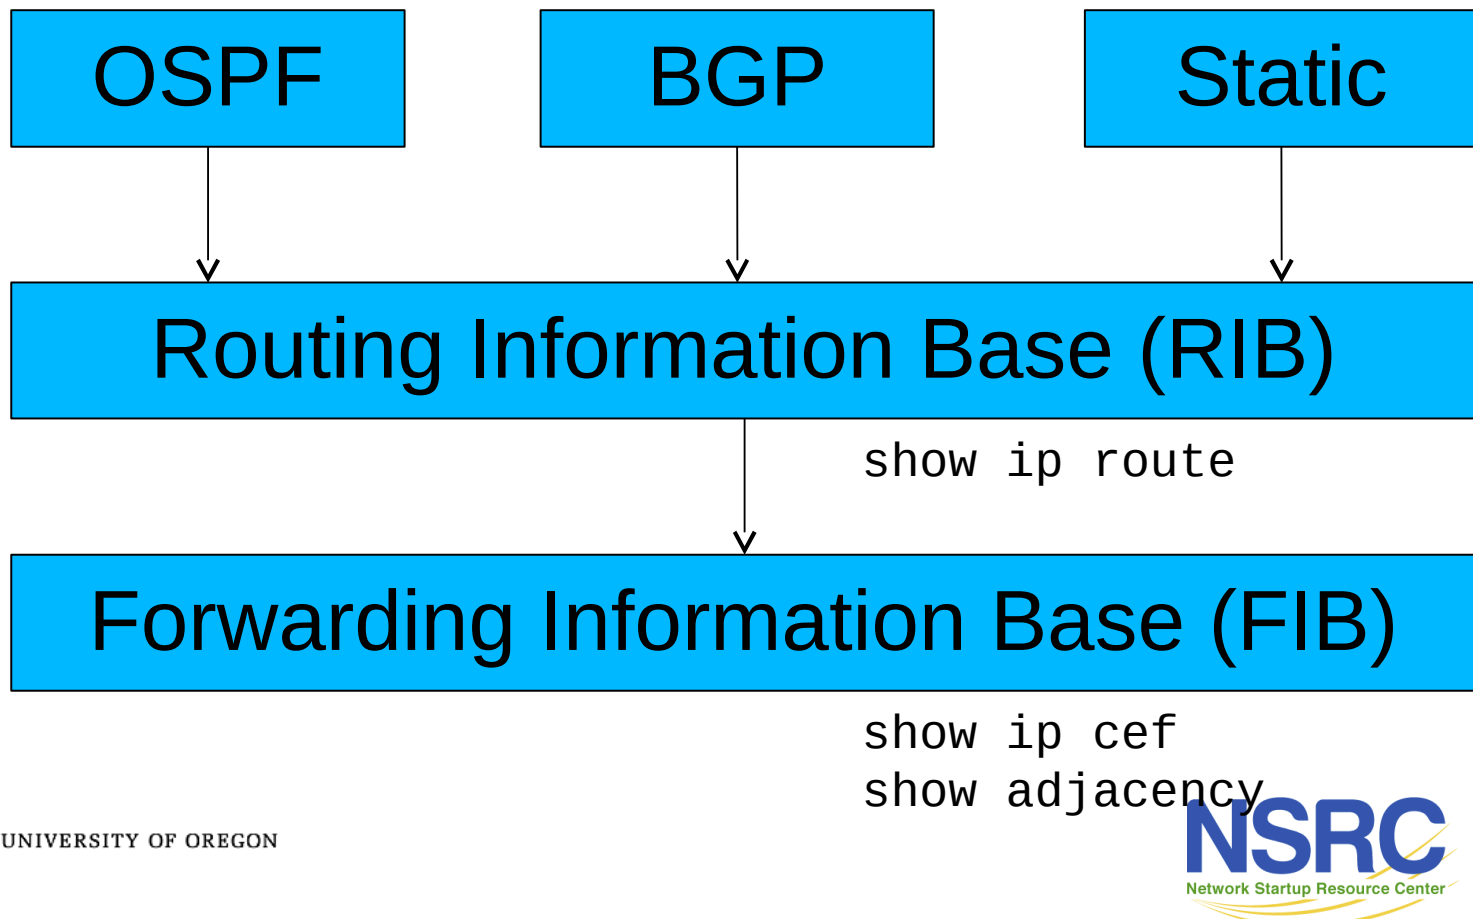 OSPF
BGP
Static
Routing Information Base (RIB)
show ip route
Forwarding Information Base (FIB)
show ip cef
show adjacency
UNIVERSITY OF OREGON
NSRC
Network Startup Resource Center